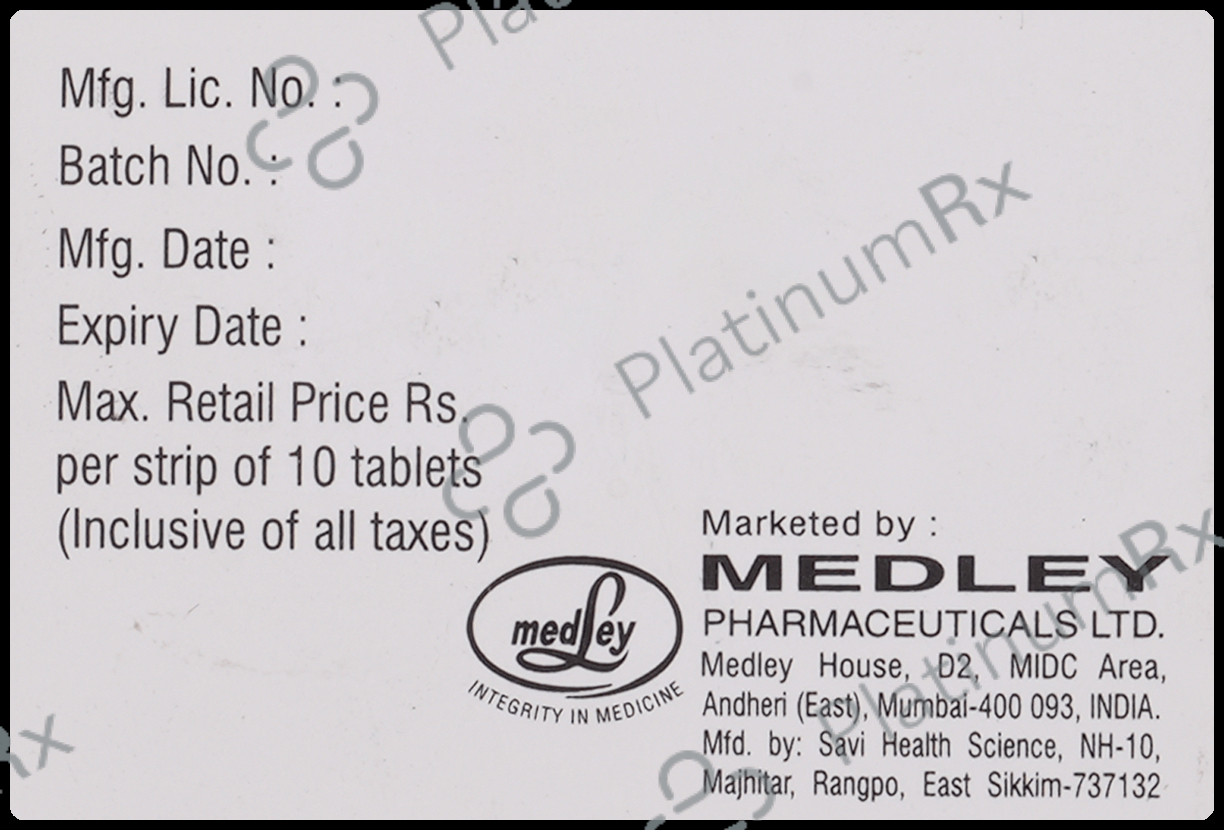 Mfg. Lic. No. :
Batch No. :
Mfg. Date :
Expiry Date :
Max. Retail Price Rs.
per strip of 10 tablets
(Inclusive of all taxes)
medley
INTEGRITY IN MEDICINE
Marketed by :
MEDLEY
PHARMACEUTICALS LTD.
Medley House, D2, MIDC Area,
Andheri (East), Mumbai-400 093, INDIA.
Mfd. by: Savi Health Science, NH-10,
Majhitar, Rangpo, East Sikkim-737132
PlatinumRx
PlatinumRx
Plat
Rx